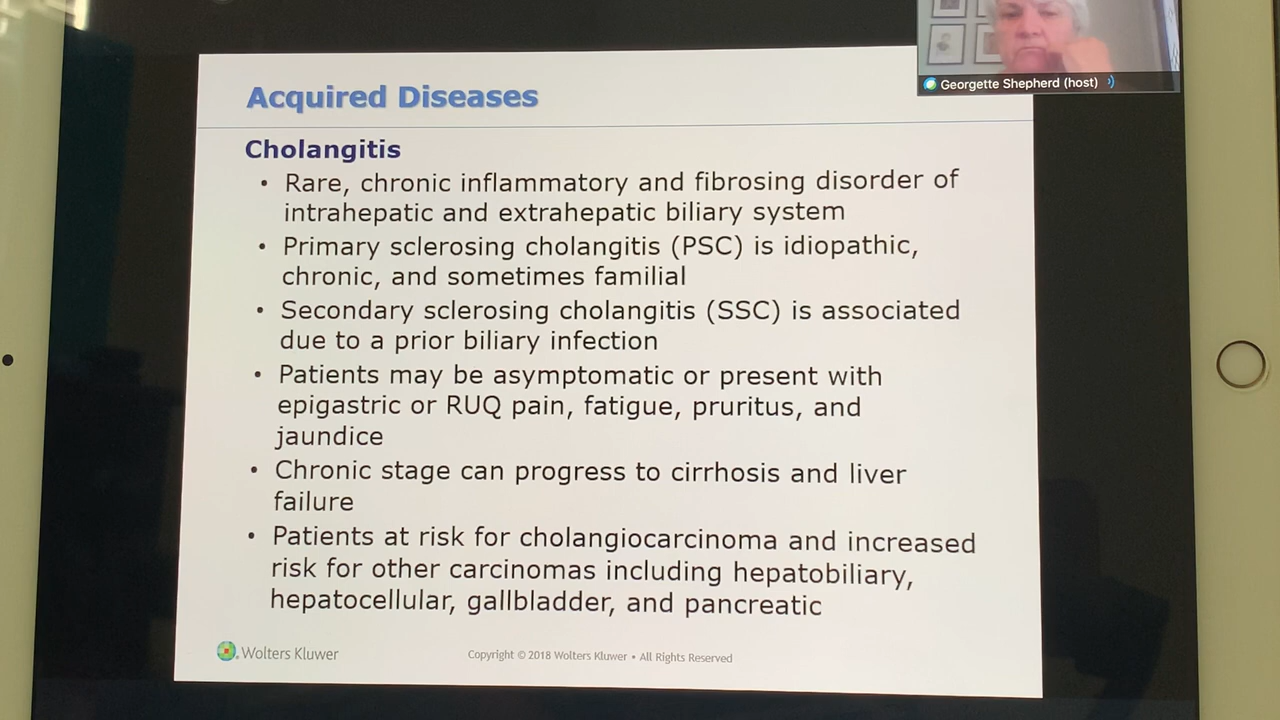 Georgette Shepherd (host)
Acquired Diseases
Cholangitis
• Rare, chronic inflammatory and fibrosing disorder of
intrahepatic and extrahepatic biliary system
• Primary sclerosing cholangitis (PSC) is idiopathic,
chronic, and sometimes familial
• Secondary sclerosing cholangitis (SSC) is associated
due to a prior biliary infection
• Patients may be asymptomatic or present with
epigastric or RUQ pain, fatigue, pruritus, and
jaundice
• Chronic stage can progress to cirrhosis and liver
failure
• Patients at risk for cholangiocarcinoma and increased
risk for other carcinomas including hepatobiliary,
hepatocellular, gallbladder, and pancreatic
Wolters Kluwer
Copyright © 2018 Wolters Kluwer • All Rights Reserved